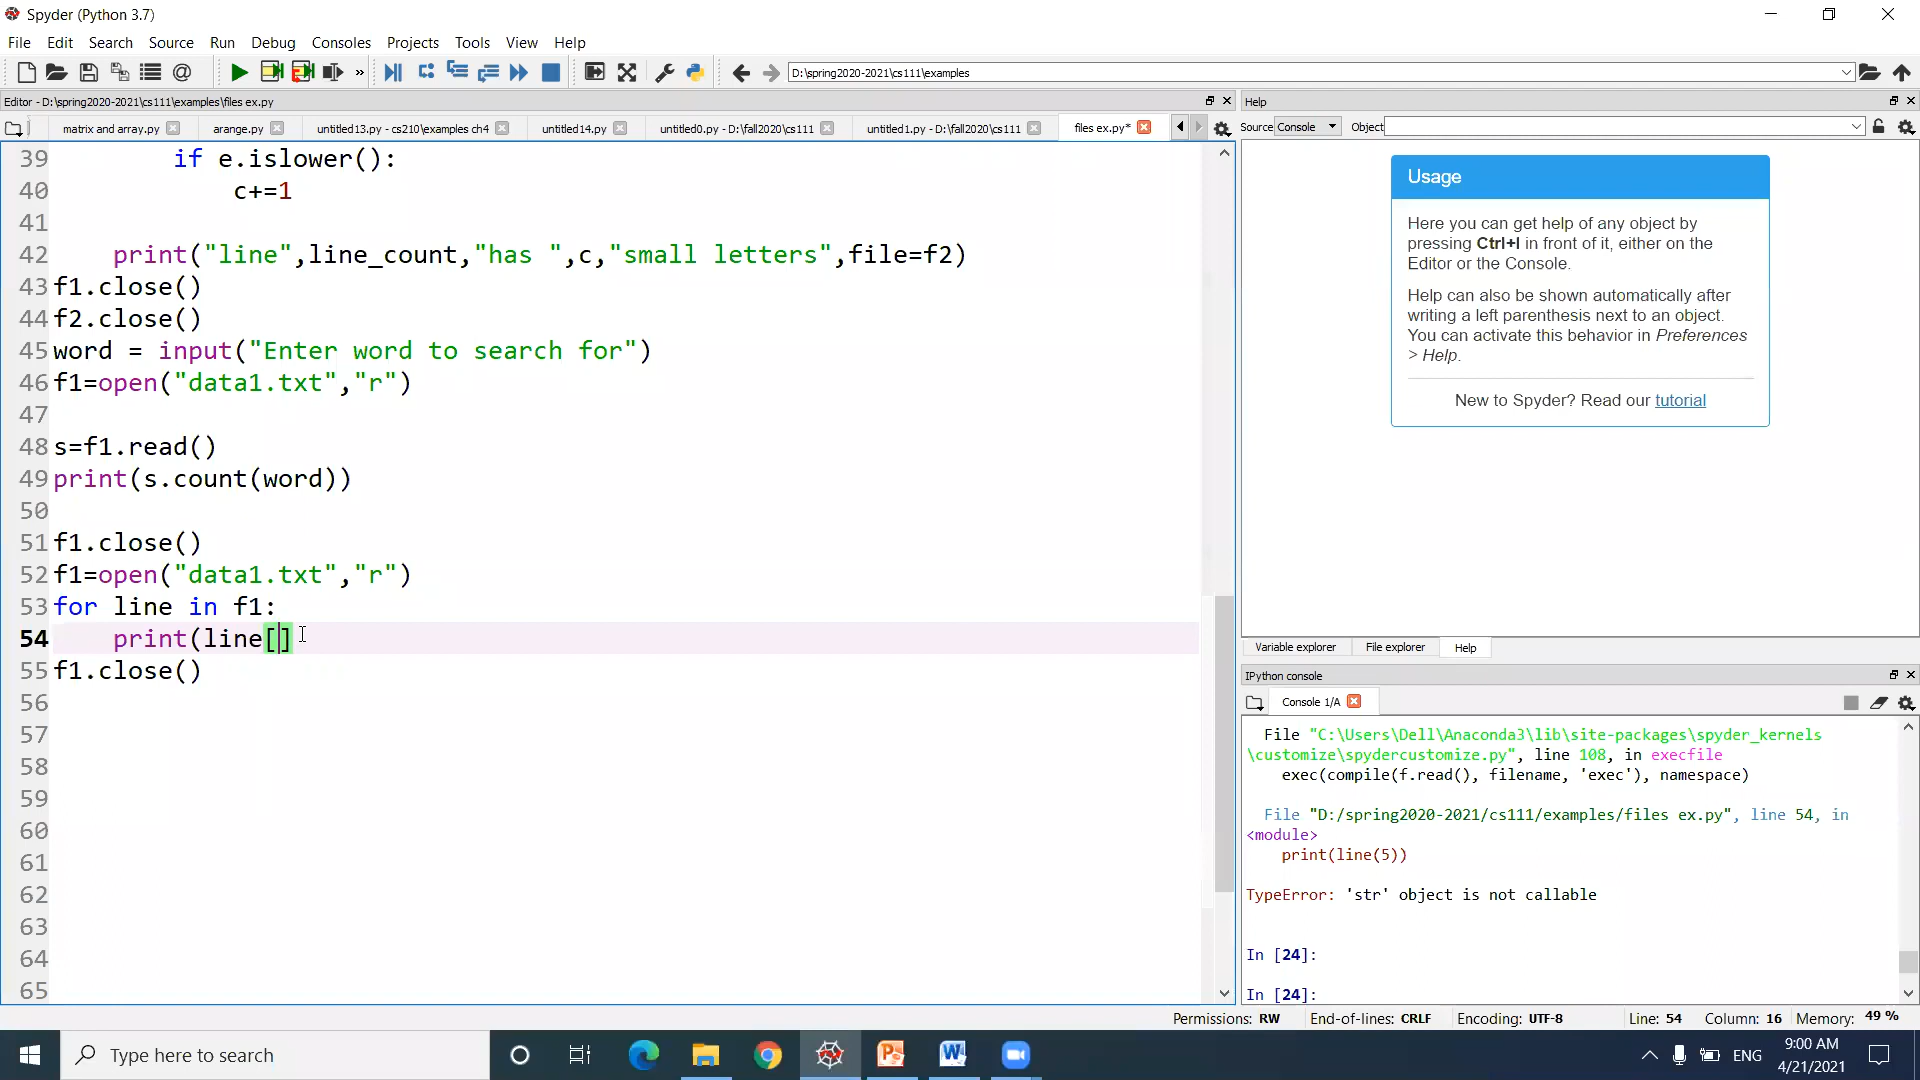 Spyder (Python 3.7)
File Edit Search Source Run Debug Consoles Projects Tools View Help
D:\spring2020-2021\cs111\examples
Editor - D:\spring2020-2021\cs111\examples\files ex.py
matrix and array.py arange.py untitled13.py - cs210\examples ch4 untitled14.py untitled0.py - D:\fall2020\cs111 untitled1.py - D:\fall2020\cs111 files ex.py*
39 if e.islower():
40 c+=1
41
42 print("line",line_count,"has ",c,"small letters",file=f2)
43 f1.close()
44 f2.close()
45 word = input("Enter word to search for")
46 f1=open("data1.txt","r")
47
48 s=f1.read()
49 print(s.count(word))
50
51 f1.close()
52 f1=open("data1.txt","r")
53 for line in f1:
54 print(line[]
55 f1.close()
56
57
58
59
60
61
62
63
64
65
Help
Source Console Object
Usage
Here you can get help of any object by
pressing Ctrl+I in front of it, either on the
Editor or the Console.
Help can also be shown automatically after
writing a left parenthesis next to an object.
You can activate this behavior in Preferences
> Help.
New to Spyder? Read our tutorial
Variable explorer File explorer Help
IPython console
Console 1/A
File "C:\Users\Dell\Anaconda3\lib\site-packages\spyder_kernels
\customize\spydercustomize.py", line 108, in execfile
exec(compile(f.read(), filename, 'exec'), namespace)
File "D:/spring2020-2021/cs111/examples/files ex.py", line 54, in
<module>
print(line(5))
TypeError: 'str' object is not callable
In [24]:
In [24]:
Permissions: RW End-of-lines: CRLF Encoding: UTF-8 Line: 54 Column: 16 Memory: 49 %
Type here to search
ENG
9:00 AM
4/21/2021